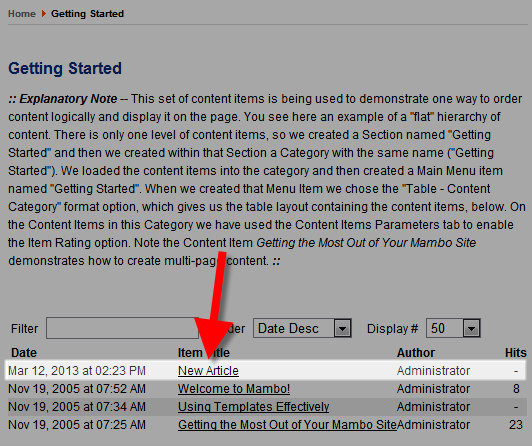 Home Getting Started
Getting Started
:: Explanatory Note -- This set of content items is being used to demonstrate one way to order
content logically and display it on the page. You see here an example of a "flat" hierarchy
of content. There is only one level of content items, so we created a Section named "Getting
Started" and then we created within that Section a Category with the same name ("Getting
Started"). We loaded the content items into the category and then created a Main Menu item
named "Getting Started". When we created that Menu Item we chose the "Table - Content
Category" format option, which gives us the table layout containing the content items, below. On
the Content Items in this Category we have used the Content Items Parameters tab to enable
the Item Rating option. Note the Content Item Getting the Most Out of Your Mambo Site
demonstrates how to create multi-page content. ::
Filter Date Desc Display # 50
Date Item Title Author Hits
Mar 12, 2013 at 02:23 PM New Article Administrator -
Nov 19, 2005 at 07:52 AM Welcome to Mambo! Administrator 8
Nov 19, 2005 at 07:34 AM Using Templates Effectively Administrator -
Nov 19, 2005 at 07:25 AM Getting the Most Out of Your Mambo Site Administrator 23